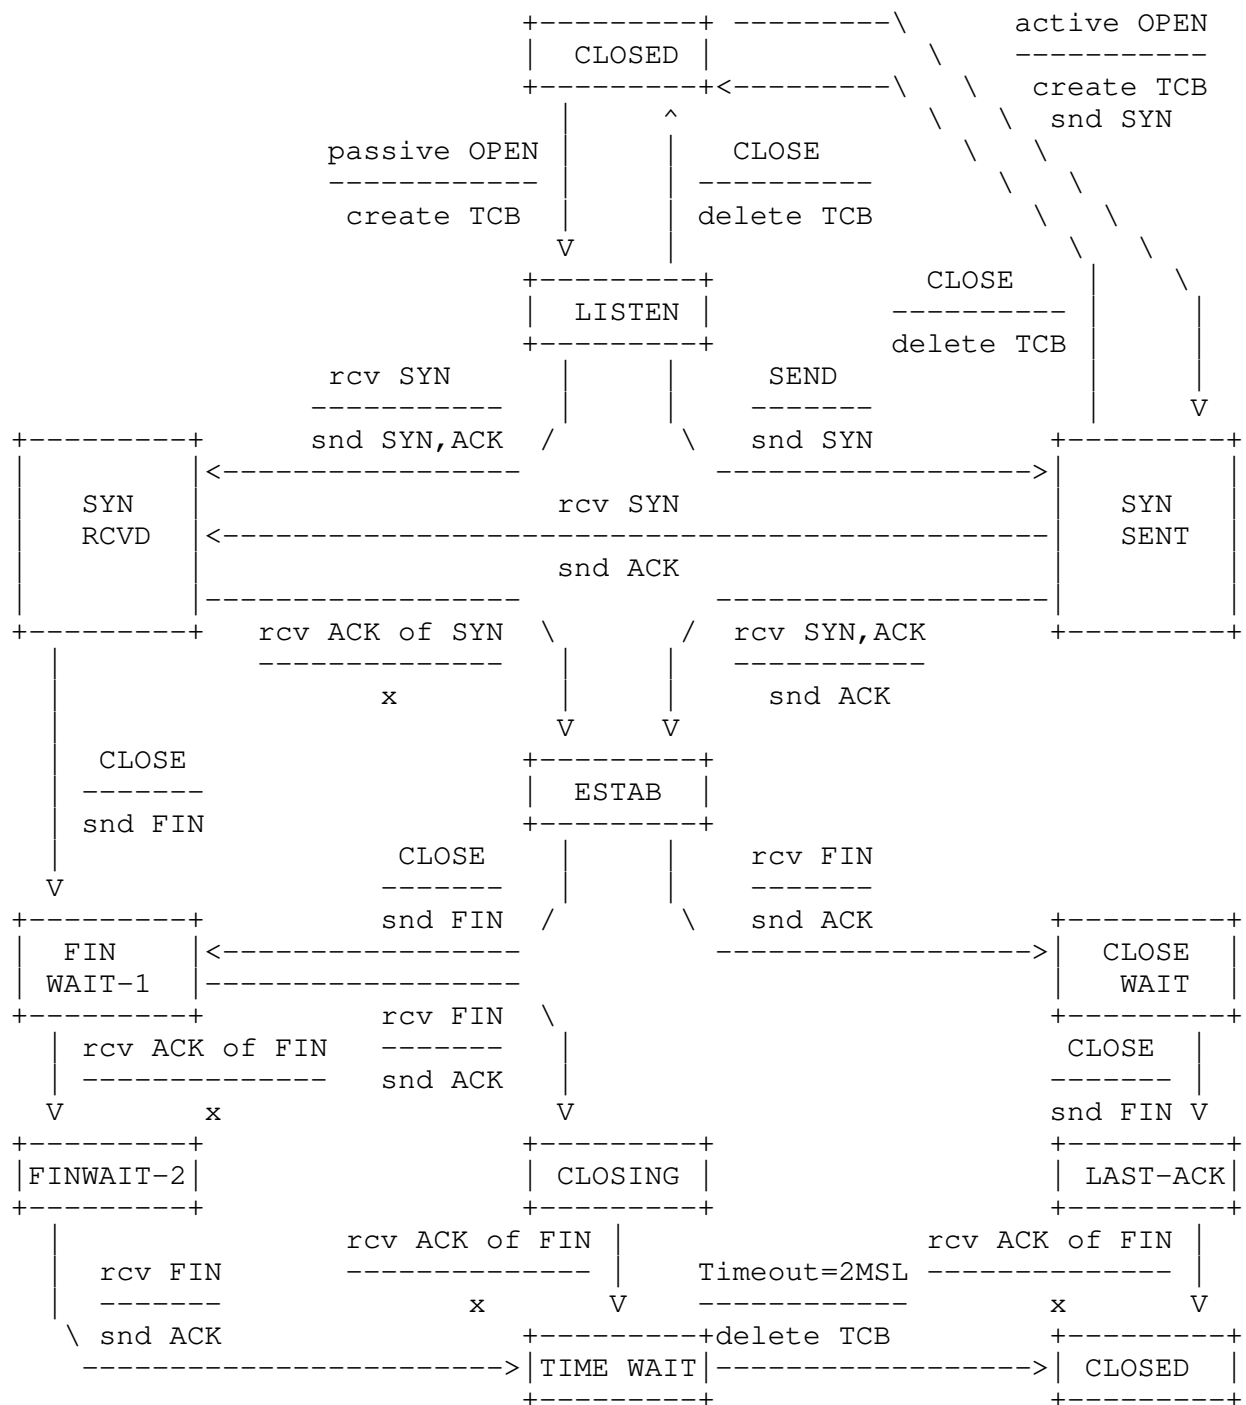 +---------+ ---------\      active OPEN
|  CLOSED |            \    -----------
+---------+<---------\   \   create TCB
|     ^              \   \  snd SYN
passive OPEN |     |   CLOSE        \   \
------------ |     | ----------       \   \
create TCB  |     | delete TCB         \   \
V     |                      \   \
+---------+            CLOSE    |    \
|  LISTEN |          ---------- |     |
+---------+          delete TCB |     |
rcv SYN      |     |     SEND              |     |
-----------   |     |    -------            |     V
+---------+      snd SYN,ACK  /       \   snd SYN          +---------+
|         |<-----------------           ------------------>|         |
|   SYN   |                    rcv SYN                     |   SYN   |
|   RCVD  |<-----------------------------------------------|   SENT  |
|         |                    snd ACK                     |         |
|         |------------------           -------------------|         |
+---------+   rcv ACK of SYN  \       /  rcv SYN,ACK       +---------+
|           --------------   |     |   -----------
|                  x         |     |     snd ACK
|                            V     V
|  CLOSE                   +---------+
| -------                  |  ESTAB  |
| snd FIN                  +---------+
|                   CLOSE    |     |    rcv FIN
V                  -------   |     |    -------
+---------+          snd FIN  /       \   snd ACK          +---------+
|  FIN    |<-----------------           ------------------>|  CLOSE  |
| WAIT-1  |------------------                              |   WAIT  |
+---------+          rcv FIN  \                            +---------+
| rcv ACK of FIN   -------   |                            CLOSE  |
| --------------   snd ACK   |                           ------- |
V        x                   V                           snd FIN V
+---------+                  +---------+                   +---------+
|FINWAIT-2|                  | CLOSING |                   | LAST-ACK|
+---------+                  +---------+                   +---------+
|                rcv ACK of FIN |                 rcv ACK of FIN |
|  rcv FIN       -------------- |    Timeout=2MSL -------------- |
|  -------              x       V    ------------        x       V
\ snd ACK                 +---------+delete TCB         +---------+
------------------------>|TIME WAIT|------------------>| CLOSED  |
+---------+                   +---------+